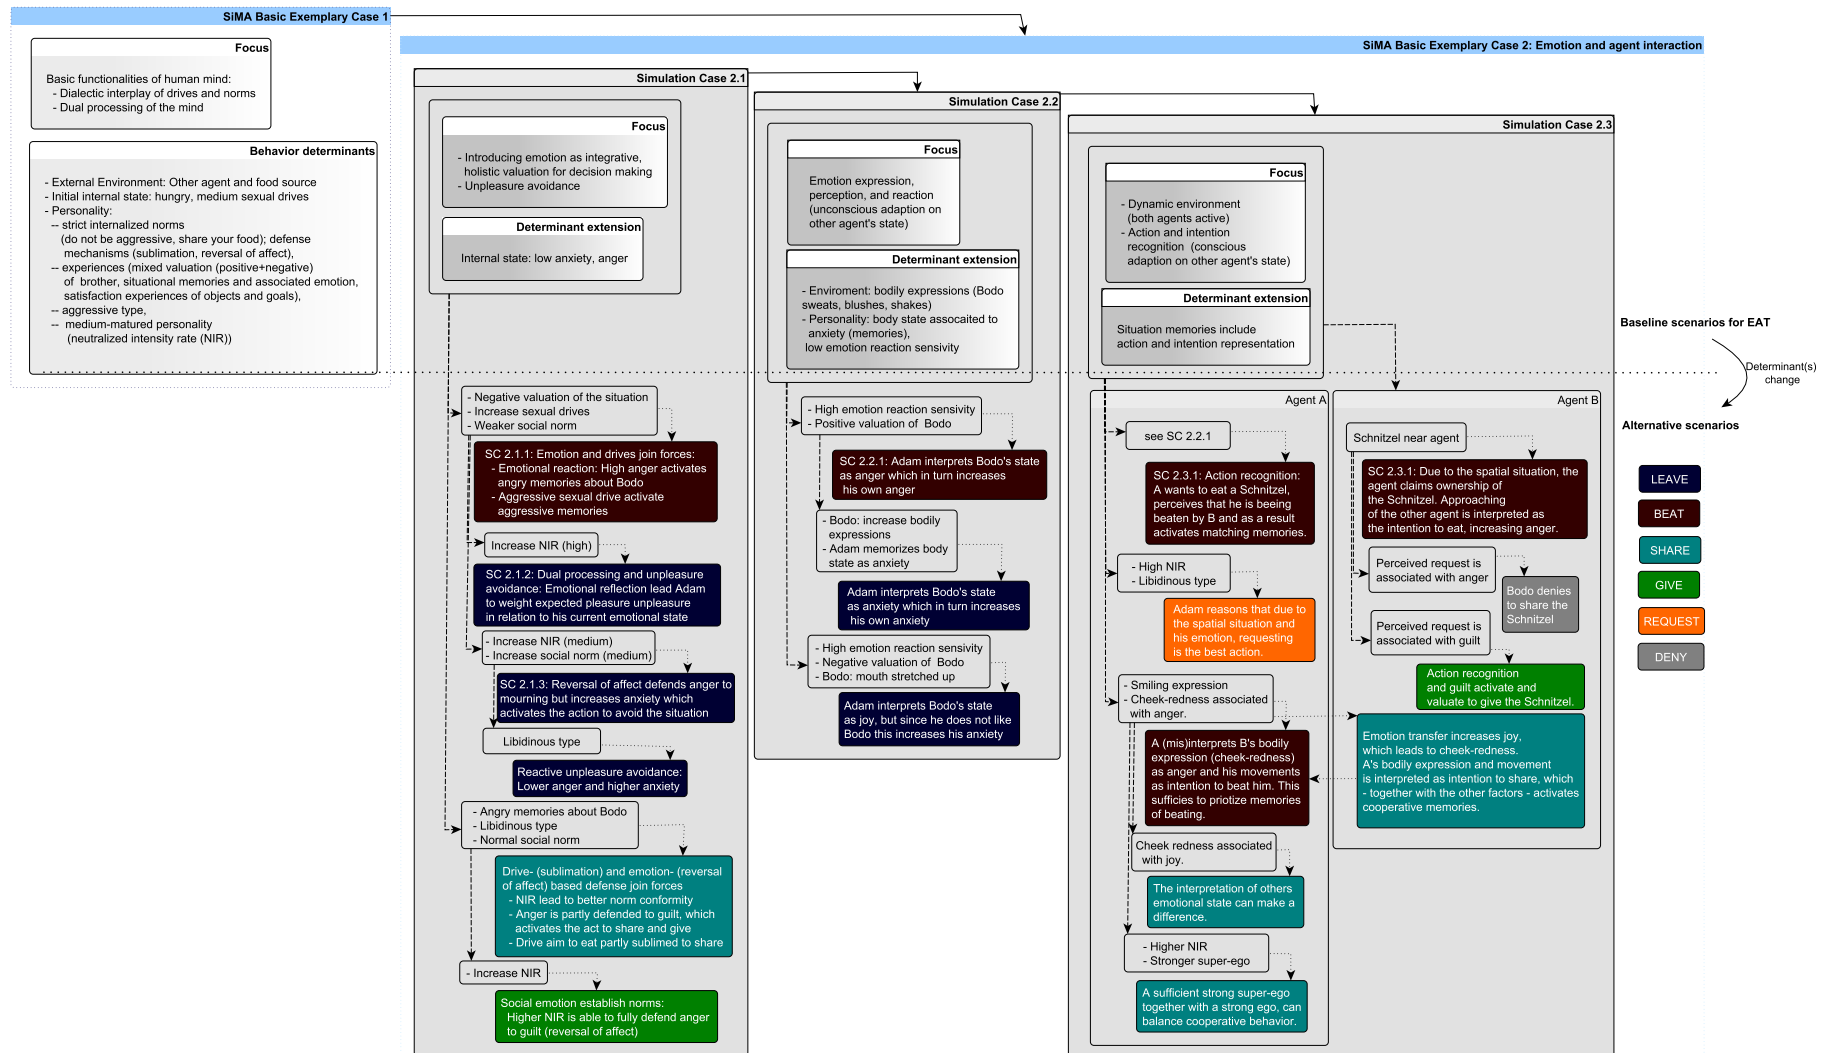 SiMA Basic Exemplary Case 1
Focus
Basic functionalities of human mind:
- Dialectic interplay of drives and norms
- Dual processing of the mind
Behavior determinants
- External Environment: Other agent and food source
- Initial internal state: hungry, medium sexual drives
- Personality:
-- strict internalized norms
(do not be aggressive, share your food); defense
mechanisms (sublimation, reversal of affect),
-- experiences (mixed valuation (positive+negative)
of brother, situational memories and associated emotion,
satisfaction experiences of objects and goals),
-- aggressive type,
-- medium-matured personality
(neutralized intensity rate (NIR))
SiMA Basic Exemplary Case 2: Emotion and agent interaction
Simulation Case 2.1
Focus
- Introducing emotion as integrative,
holistic valuation for decision making
- Unpleasure avoidance
Determinant extension
Internal state: low anxiety, anger
- Negative valuation of the situation
- Increase sexual drives
- Weaker social norm
SC 2.1.1: Emotion and drives join forces:
- Emotional reaction: High anger activates
angry memories about Bodo
- Aggressive sexual drive activate
aggressive memories
Increase NIR (high)
SC 2.1.2: Dual processing and unpleasure
avoidance: Emotional reflection lead Adam
to weight expected pleasure unpleasure
in relation to his current emotional state
- Increase NIR (medium)
- Increase social norm (medium)
SC 2.1.3: Reversal of affect defends anger to
mourning but increases anxiety which
activates the action to avoid the situation
Libidinous type
Reactive unpleasure avoidance:
Lower anger and higher anxiety
- Angry memories about Bodo
- Libidinous type
- Normal social norm
Drive- (sublimation) and emotion- (reversal
of affect) based defense join forces
- NIR lead to better norm conformity
- Anger is partly defended to guilt, which
activates the act to share and give
- Drive aim to eat partly sublimed to share
- Increase NIR
Social emotion establish norms:
Higher NIR is able to fully defend anger
to guilt (reversal of affect)
Simulation Case 2.2
Focus
Emotion expression,
perception, and reaction
(unconscious adaption on
other agent's state)
Determinant extension
- Enviroment: bodily expressions (Bodo
sweats, blushes, shakes)
- Personality: body state assocaited to
anxiety (memories),
low emotion reaction sensivity
- High emotion reaction sensivity
- Positive valuation of Bodo
SC 2.2.1: Adam interprets Bodo's state
as anger which in turn increases
his own anger
- Bodo: increase bodily
expressions
- Adam memorizes body
state as anxiety
Adam interprets Bodo's state
as anxiety which in turn increases
his own anxiety
- High emotion reaction sensivity
- Negative valuation of Bodo
- Bodo: mouth stretched up
Adam interprets Bodo's state
as joy, but since he does not like
Bodo this increases his anxiety
Simulation Case 2.3
Focus
- Dynamic environment
(both agents active)
- Action and intention
recognition (conscious
adaption on other agent's state)
Determinant extension
Situation memories include
action and intention representation
Agent A
see SC 2.2.1
SC 2.3.1: Action recognition:
A wants to eat a Schnitzel,
perceives that he is beeing
beaten by B and as a result
activates matching memories.
- High NIR
- Libidinous type
Adam reasons that due to
the spatial situation and
his emotion, requesting
is the best action.
- Smiling expression
- Cheek-redness associated
with anger.
A (mis)interprets B's bodily
expression (cheek-redness)
as anger and his movements
as intention to beat him. This
sufficies to priotize memories
of beating.
Cheek redness associated
with joy.
The interpretation of others
emotional state can make a
difference.
- Higher NIR
- Stronger super-ego
A sufficient strong super-ego
together with a strong ego, can
balance cooperative behavior.
Agent B
Schnitzel near agent
SC 2.3.1: Due to the spatial situation, the
agent claims ownership of
the Schnitzel. Approaching
of the other agent is interpreted as
the intention to eat, increasing anger.
Perceived request is
associated with anger
Bodo denies
to share the
Schnitzel
Perceived request is
associated with guilt
Action recognition
and guilt activate and
valuate to give the Schnitzel.
Emotion transfer increases joy,
which leads to cheek-redness.
A's bodily expression and movement
is interpreted as intention to share, which
- together with the other factors - activates
cooperative memories.
Baseline scenarios for EAT
Determinant(s)
change
Alternative scenarios
LEAVE
BEAT
SHARE
GIVE
REQUEST
DENY